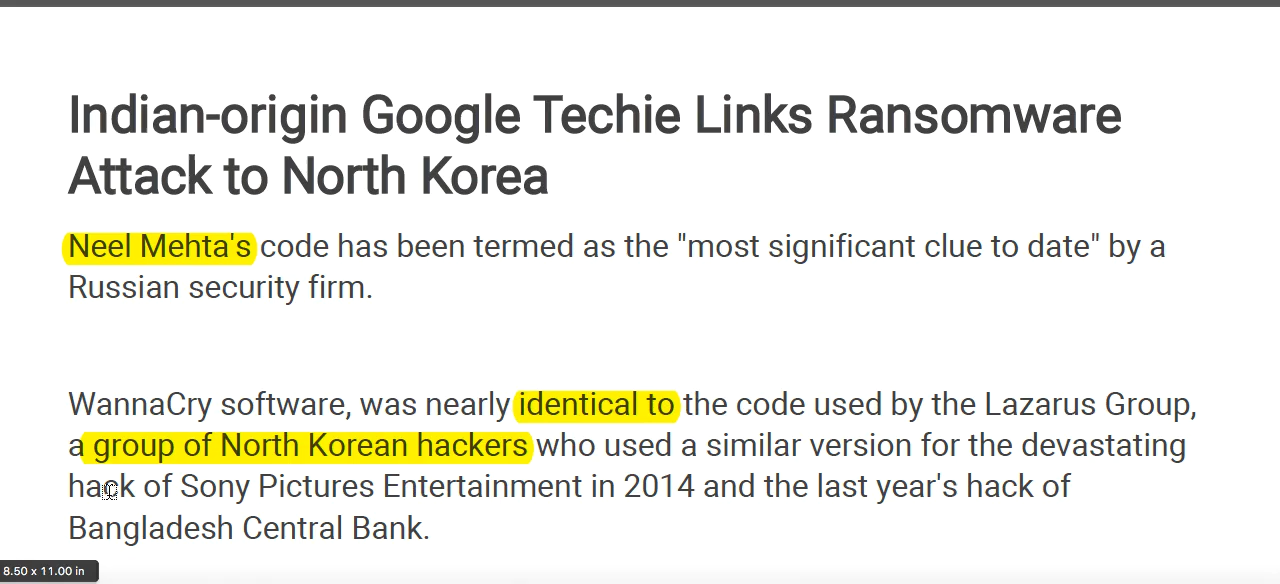 Indian-origin Google Techie Links Ransomware
Attack to North Korea
Neel Mehta's code has been termed as the "most significant clue to date" by a
Russian security firm.
WannaCry software, was nearly identical to the code used by the Lazarus Group,
a group of North Korean hackers who used a similar version for the devastating
hack of Sony Pictures Entertainment in 2014 and the last year's hack of
Bangladesh Central Bank.
8.50 x 11.00 in